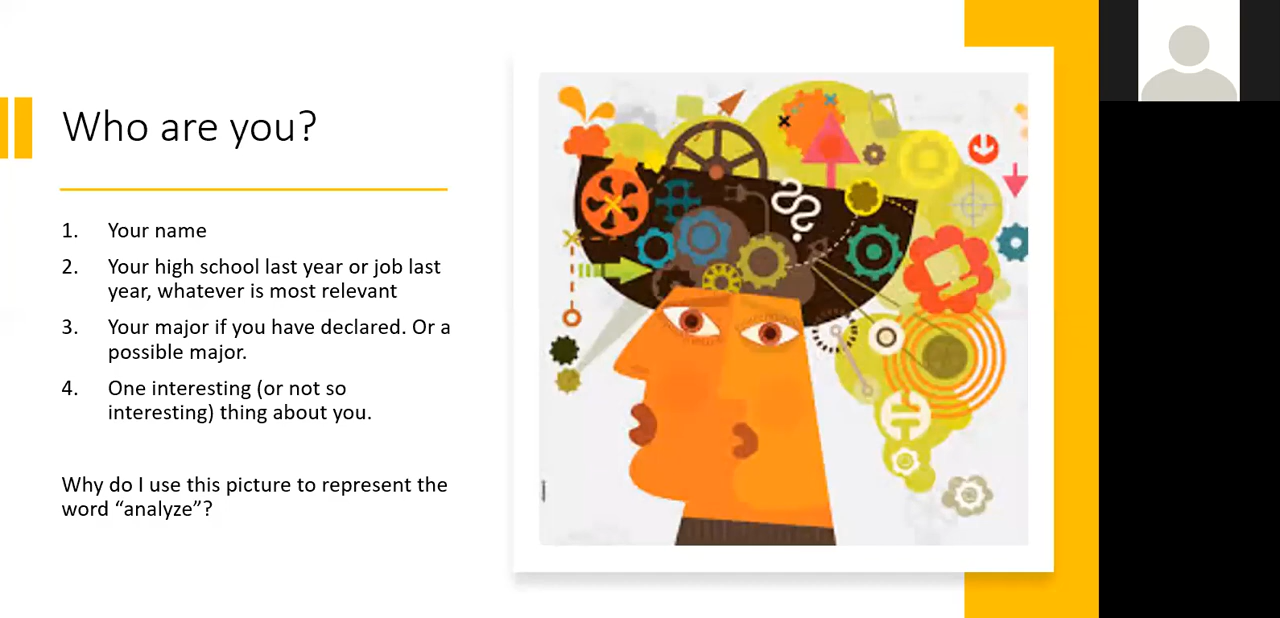 Who are you?
1. Your name
2. Your high school last year or job last
year, whatever is most relevant
3. Your major if you have declared. Or a
possible major.
4. One interesting (or not so
interesting) thing about you.
Why do I use this picture to represent the
word “analyze”?